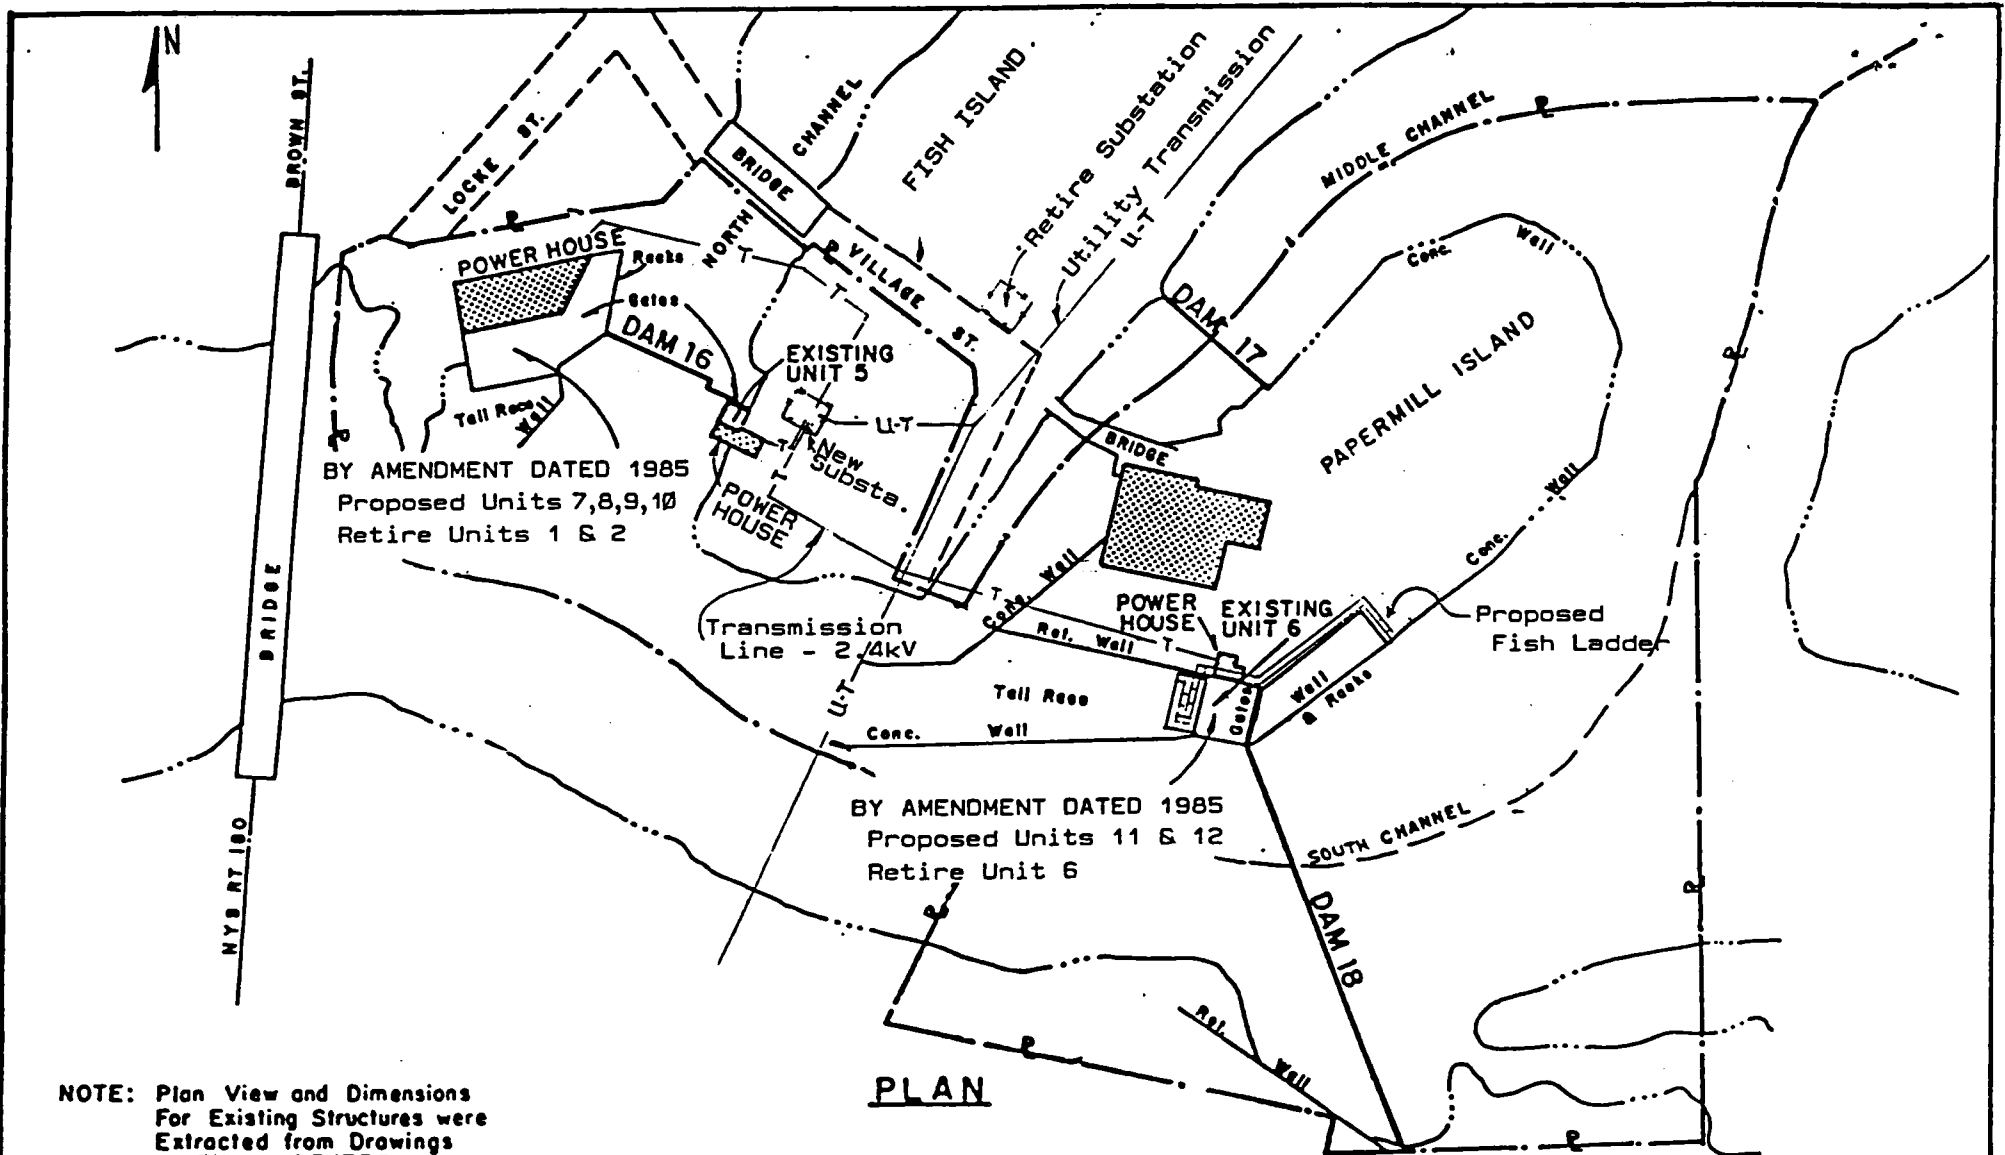 N
BROWN ST.
LOCKE ST.
BRIDGE
CHANNEL
NORTH
FISH ISLAND
Retire Substation
Utility Transmission
U-T
MIDDLE CHANNEL
P
P
P
POWER HOUSE
Racks
Gates
T
T
VILLAGE ST.
DAM 16
DAM 17
EXISTING
UNIT 5
Conc. Wall
PAPERMILL ISLAND
P
Tail Race
Wall
P
U-T
T
T
New
Substa.
BRIDGE
BY AMENDMENT DATED 1985
Proposed Units 7,8,9,10
Retire Units 1 & 2
POWER
HOUSE
Conc. Wall
BRIDGE
Conc. Wall
T
POWER
HOUSE
EXISTING
UNIT 6
Proposed
Fish Ladder
Transmission
Line - 2.4kV
Ret. Wall
T
U-T
Tail Race
Gates
Wall
& Racks
Conc. Wall
BY AMENDMENT DATED 1985
Proposed Units 11 & 12
Retire Unit 6
SOUTH CHANNEL
NYS RT 180
P
P
DAM 18
Ret. Wall
P
P
PLAN
NOTE: Plan View and Dimensions
For Existing Structures were
Extracted from Drawings